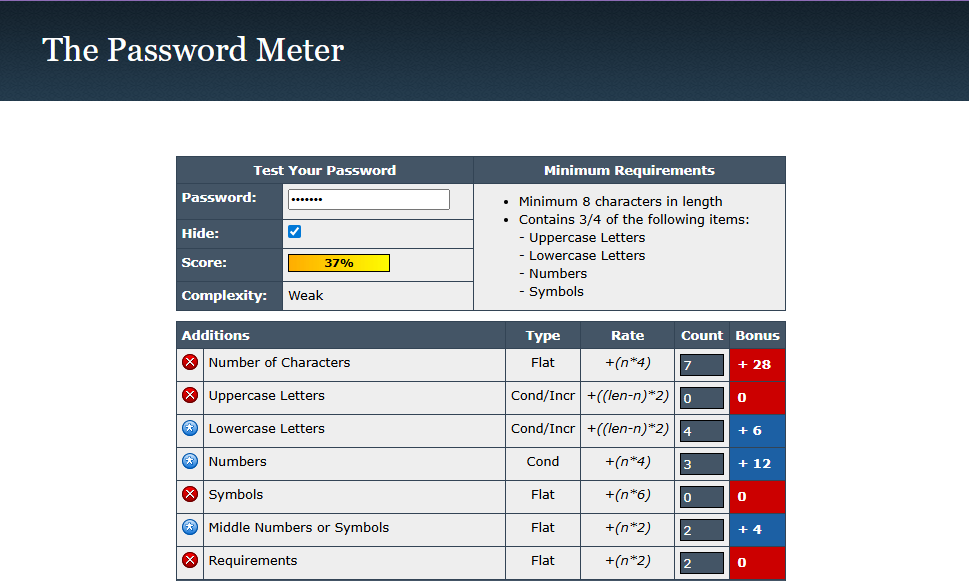 The Password Meter
Test Your Password Minimum Requirements
Password: •••••••
Hide:
Score: 37%
Complexity: Weak
• Minimum 8 characters in length
• Contains 3/4 of the following items:
- Uppercase Letters
- Lowercase Letters
- Numbers
- Symbols
Additions Type Rate Count Bonus
Number of Characters Flat +(n*4) 7 + 28
Uppercase Letters Cond/Incr +((len-n)*2) 0 0
Lowercase Letters Cond/Incr +((len-n)*2) 4 + 6
Numbers Cond +(n*4) 3 + 12
Symbols Flat +(n*6) 0 0
Middle Numbers or Symbols Flat +(n*2) 2 + 4
Requirements Flat +(n*2) 2 0